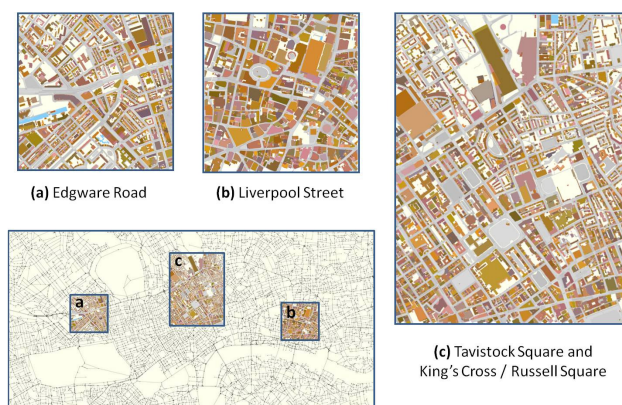 (a) Edgware Road
(b) Liverpool Street
a
c
b
(c) Tavistock Square and
King's Cross / Russell Square